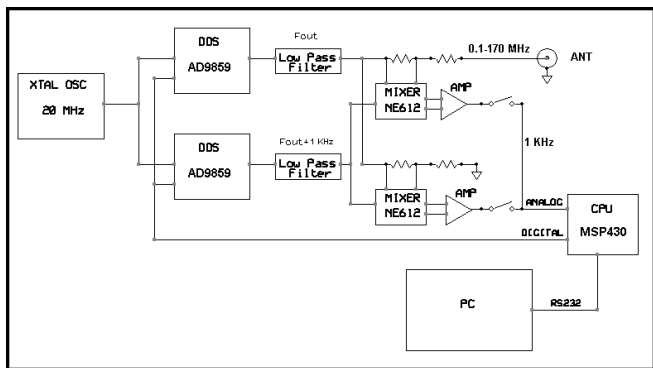 DDS
AD9859
Fout
Low Pass
Filter
0.1-170 MHz
ANT
XTAL OSC
20 MHz
MIXER
NE612
AMP
DDS
AD9859
Fout+1 KHz
Low Pass
Filter
1 KHz
MIXER
NE612
AMP
ANALOG
DIGITAL
CPU
MSP430
PC
RS232